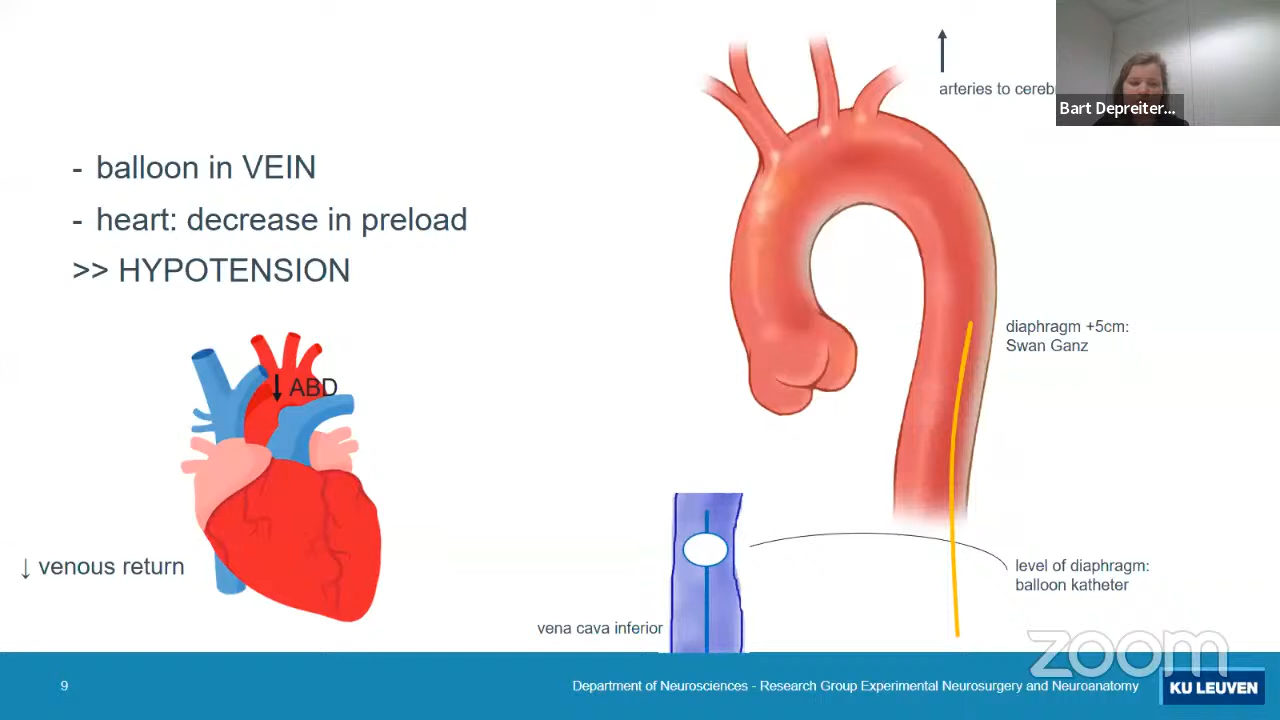 - balloon in VEIN
- heart: decrease in preload
>> HYPOTENSION
↓ ABD
↓ venous return
arteries to
Bart Depreiter...
diaphragm +5cm:
Swan Ganz
level of diaphragm:
balloon katheter
vena cava inferior
zoom
9
Department of Neurosciences - Research Group Experimental Neurosurgery and Neuroanatomy
KU LEUVEN